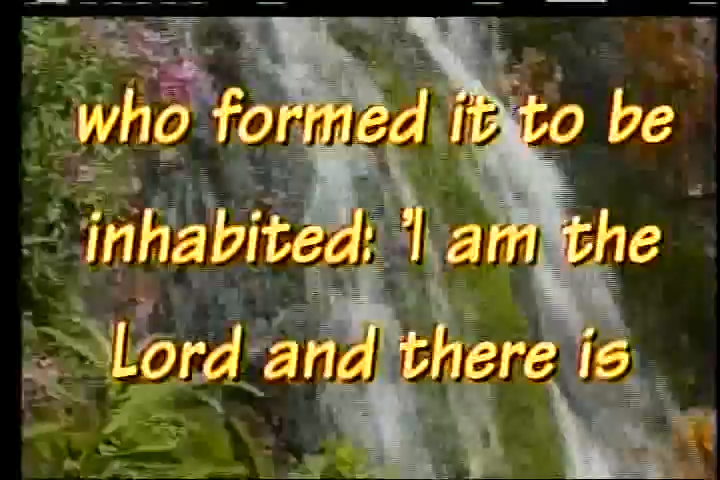 who formed it to be
inhabited: 'I am the
Lord and there is